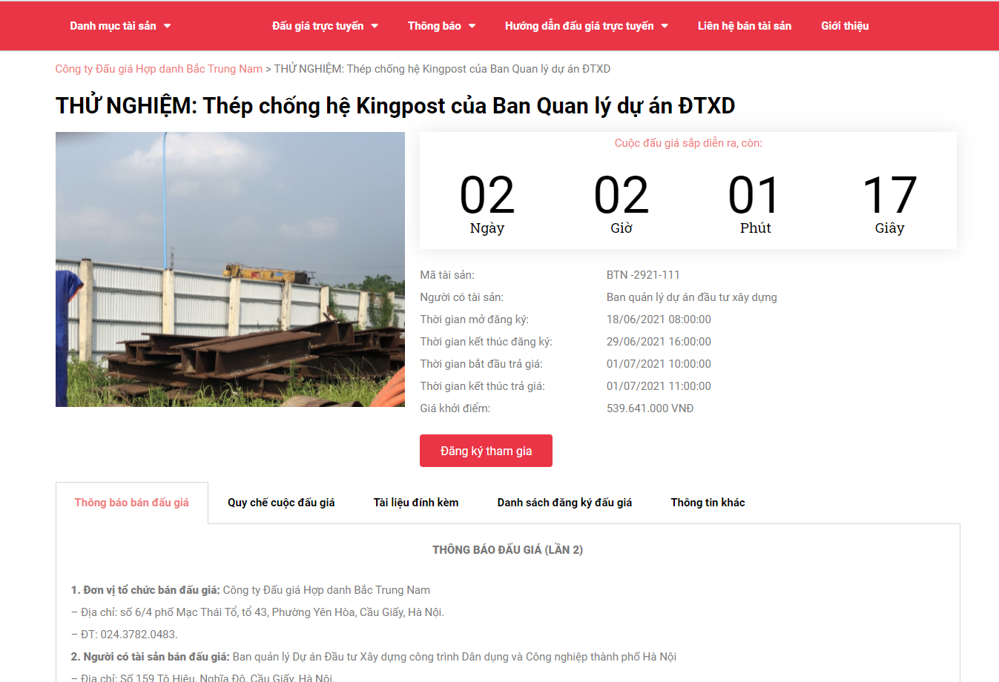 Danh mục tài sản Đấu giá trực tuyến Thông báo Hướng dẫn đấu giá trực tuyến Liên hệ bán tài sản Giới thiệu
Công ty Đấu giá Hợp danh Bắc Trung Nam > THỬ NGHIỆM: Thép chống hệ Kingpost của Ban Quan lý dự án ĐTXD
THỬ NGHIỆM: Thép chống hệ Kingpost của Ban Quan lý dự án ĐTXD
Cuộc đấu giá sắp diễn ra, còn:
02 02 01 17
Ngày Giờ Phút Giây
Mã tài sản: BTN -2921-111
Người có tài sản: Ban quản lý dự án đầu tư xây dựng
Thời gian mở đăng ký: 18/06/2021 08:00:00
Thời gian kết thúc đăng ký: 29/06/2021 16:00:00
Thời gian bắt đầu trả giá: 01/07/2021 10:00:00
Thời gian kết thúc trả giá: 01/07/2021 11:00:00
Giá khởi điểm: 539.641.000 VNĐ
Đăng ký tham gia
Thông báo bán đấu giá Quy chế cuộc đấu giá Tài liệu đính kèm Danh sách đăng ký đấu giá Thông tin khác
THÔNG BÁO ĐẤU GIÁ (LẦN 2)
1. Đơn vị tổ chức bán đấu giá: Công ty Đấu giá Hợp danh Bắc Trung Nam
– Địa chỉ: số 6/4 phố Mạc Thái Tổ, tổ 43, Phường Yên Hòa, Cầu Giấy, Hà Nội.
– ĐT: 024.3782.0483.
2. Người có tài sản bán đấu giá: Ban quản lý Dự án Đầu tư Xây dựng công trình Dân dụng và Công nghiệp thành phố Hà Nội
– Địa chỉ: Số 159 Tô Hiệu, Nghĩa Đô, Cầu Giấy, Hà Nội.